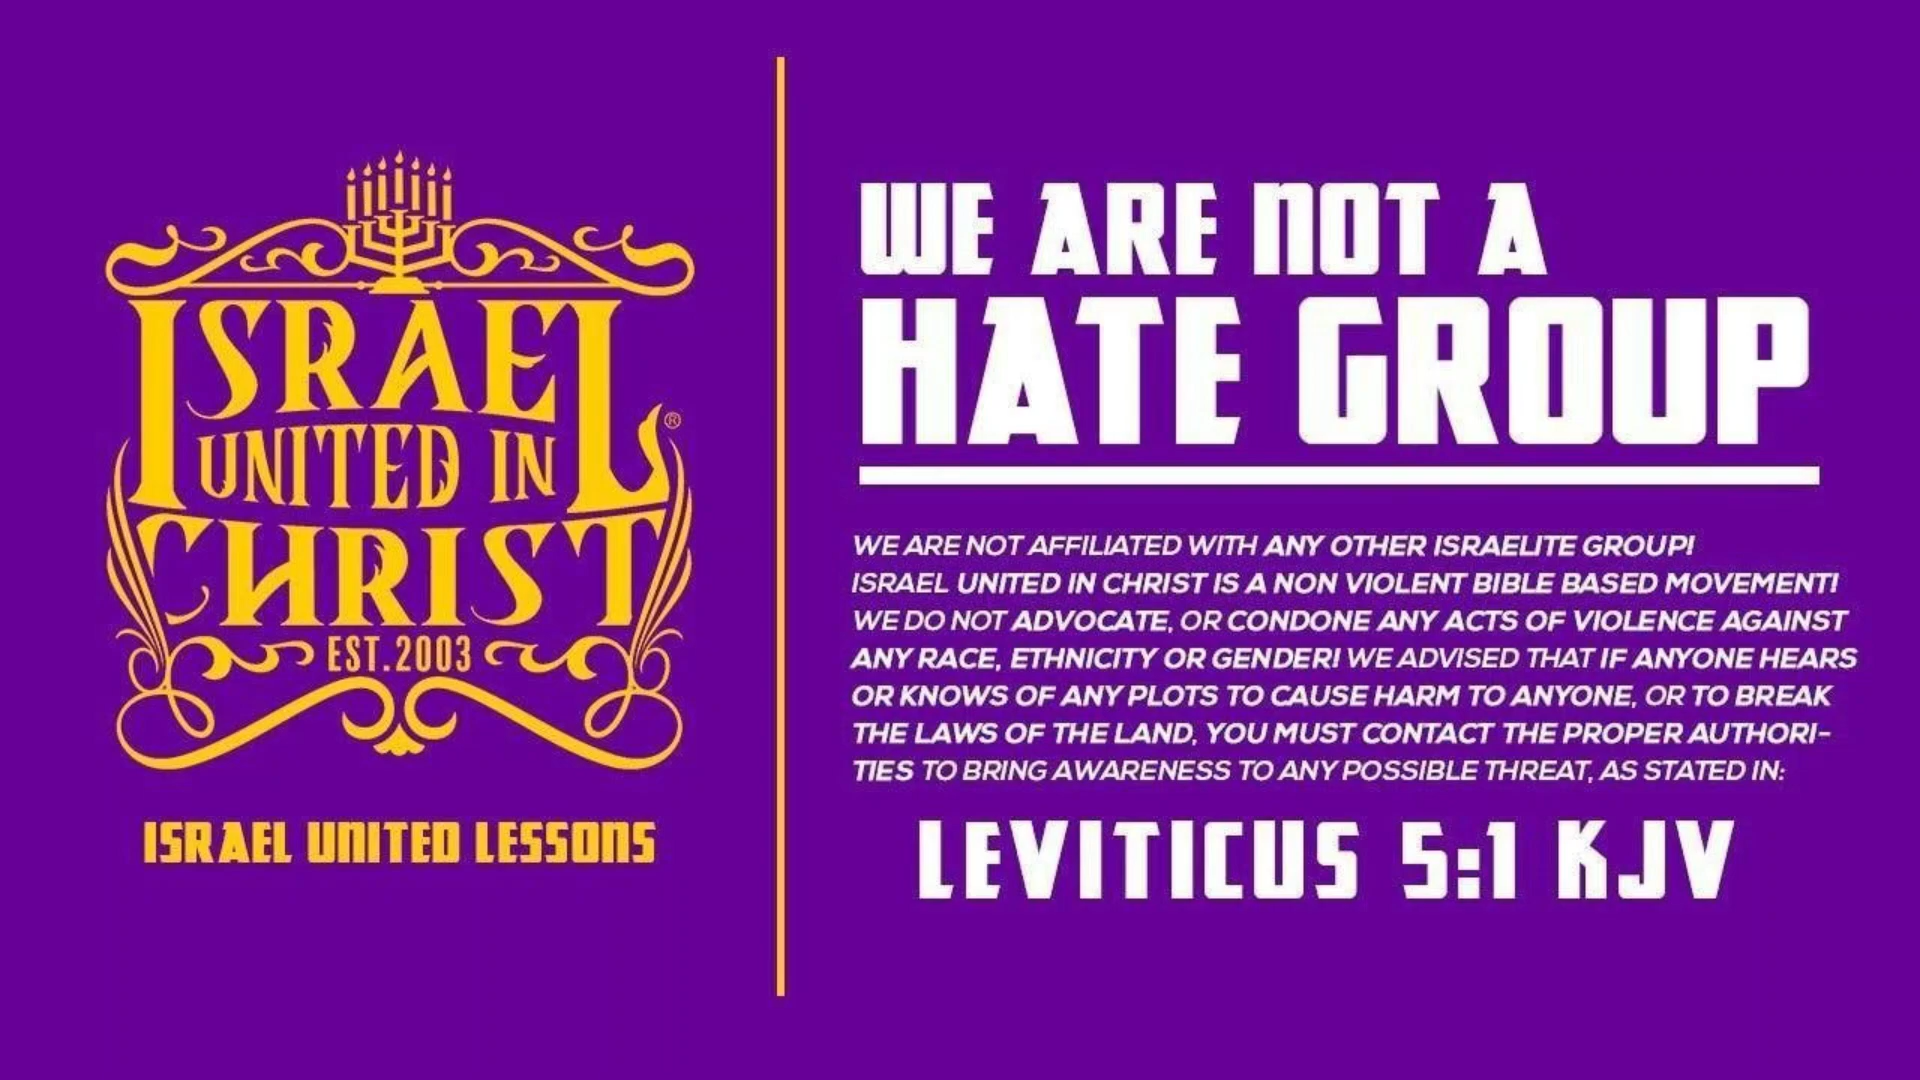 ISRAEL
UNITED IN
CHRIST
®
EST.2003
ISRAEL UNITED LESSONS
WE ARE NOT A
HATE GROUP
WE ARE NOT AFFILIATED WITH ANY OTHER ISRAELITE GROUP!
ISRAEL UNITED IN CHRIST IS A NON VIOLENT BIBLE BASED MOVEMENT!
WE DO NOT ADVOCATE, OR CONDONE ANY ACTS OF VIOLENCE AGAINST
ANY RACE, ETHNICITY OR GENDER! WE ADVISED THAT IF ANYONE HEARS
OR KNOWS OF ANY PLOTS TO CAUSE HARM TO ANYONE, OR TO BREAK
THE LAWS OF THE LAND, YOU MUST CONTACT THE PROPER AUTHORI-
TIES TO BRING AWARENESS TO ANY POSSIBLE THREAT, AS STATED IN:
LEVITICUS 5:1 KJV